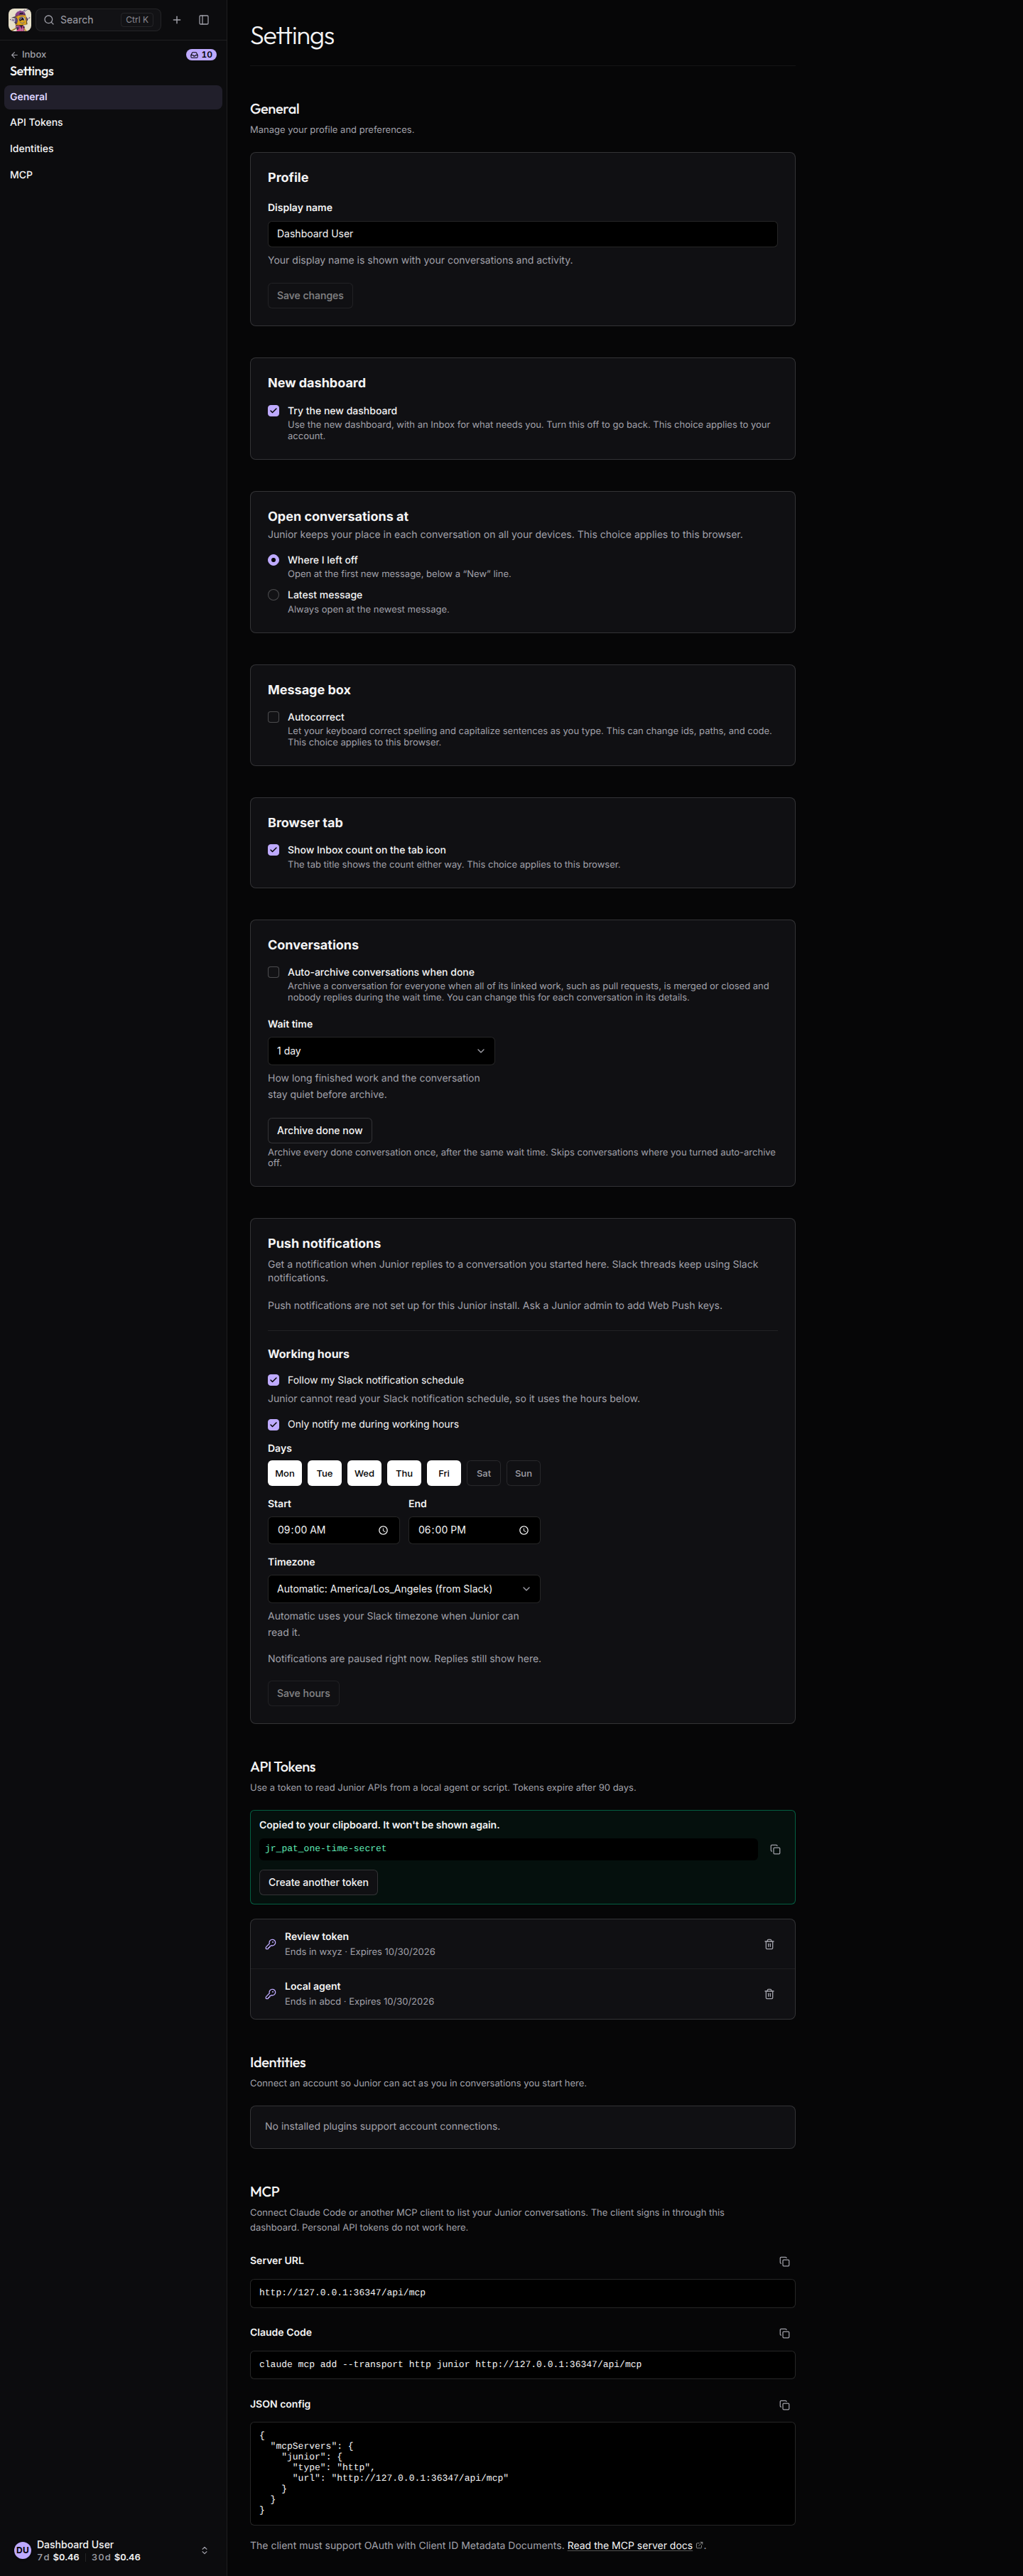 Search
Ctrl K
Inbox
10
Settings
General
API Tokens
Identities
MCP
Settings
General
Manage your profile and preferences.
Profile
Display name
Dashboard User
Your display name is shown with your conversations and activity.
Save changes
New dashboard
Try the new dashboard
Use the new dashboard, with an Inbox for what needs you. Turn this off to go back. This choice applies to your
account.
Open conversations at
Junior keeps your place in each conversation on all your devices. This choice applies to this browser.
Where I left off
Open at the first new message, below a “New” line.
Latest message
Always open at the newest message.
Message box
Autocorrect
Let your keyboard correct spelling and capitalize sentences as you type. This can change ids, paths, and code.
This choice applies to this browser.
Browser tab
Show Inbox count on the tab icon
The tab title shows the count either way. This choice applies to this browser.
Conversations
Auto-archive conversations when done
Archive a conversation for everyone when all of its linked work, such as pull requests, is merged or closed and
nobody replies during the wait time. You can change this for each conversation in its details.
Wait time
1 day
How long finished work and the conversation
stay quiet before archive.
Archive done now
Archive every done conversation once, after the same wait time. Skips conversations where you turned auto-archive
off.
Push notifications
Get a notification when Junior replies to a conversation you started here. Slack threads keep using Slack
notifications.
Push notifications are not set up for this Junior install. Ask a Junior admin to add Web Push keys.
Working hours
Follow my Slack notification schedule
Junior cannot read your Slack notification schedule, so it uses the hours below.
Only notify me during working hours
Days
Mon Tue Wed Thu Fri Sat Sun
Start End
09:00 AM 06:00 PM
Timezone
Automatic: America/Los_Angeles (from Slack)
Automatic uses your Slack timezone when Junior can
read it.
Notifications are paused right now. Replies still show here.
Save hours
API Tokens
Use a token to read Junior APIs from a local agent or script. Tokens expire after 90 days.
Copied to your clipboard. It won't be shown again.
jr_pat_one-time-secret
Create another token
Review token
Ends in wxyz · Expires 10/30/2026
Local agent
Ends in abcd · Expires 10/30/2026
Identities
Connect an account so Junior can act as you in conversations you start here.
No installed plugins support account connections.
MCP
Connect Claude Code or another MCP client to list your Junior conversations. The client signs in through this
dashboard. Personal API tokens do not work here.
Server URL
http://127.0.0.1:36347/api/mcp
Claude Code
claude mcp add --transport http junior http://127.0.0.1:36347/api/mcp
JSON config
{
  "mcpServers": {
    "junior": {
      "type": "http",
      "url": "http://127.0.0.1:36347/api/mcp"
    }
  }
}
The client must support OAuth with Client ID Metadata Documents. Read the MCP server docs.
DU
Dashboard User
7d $0.46 30d $0.46